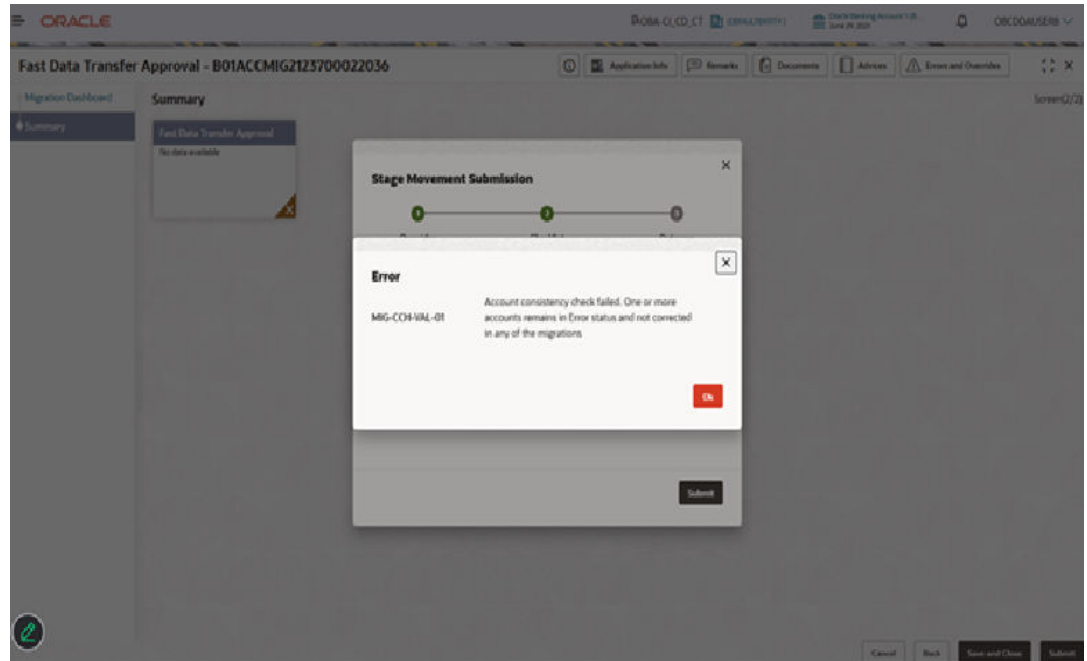 ORACLE
June 29, 2021
Fast Data Transfer Approval - B01ACCMIG2123700022036
Application Info
Remarks
Documents
Advices
Errors and Overrides
Migration Dashboard
Summary
Screen(2/2)
Summary
Fast Data Transfer Approval
No data available
Stage Movement Submission
Error
MIG-CCH-VAL-01
Account consistency check failed. One or more
accounts remains in Error status and not corrected
in any of the migrations
Ok
Submit
Cancel
Back
Save and Close
Submit